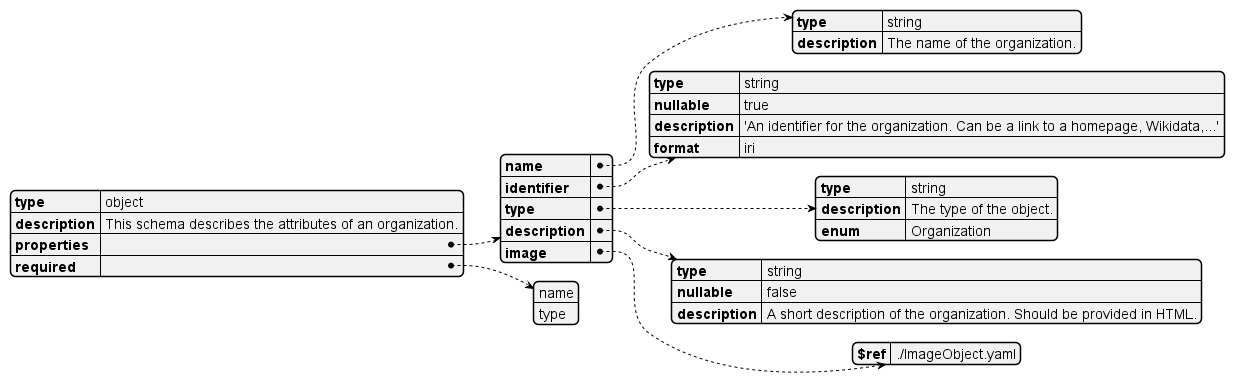 type string
description The name of the organization.
type string
nullable true
description 'An identifier for the organization. Can be a link to a homepage, Wikidata,...'
format iri
name
identifier
type
description
image
type object
description This schema describes the attributes of an organization.
properties
required
type string
description The type of the object.
enum Organization
type string
nullable false
description A short description of the organization. Should be provided in HTML.
name
type
$ref ./ImageObject.yaml